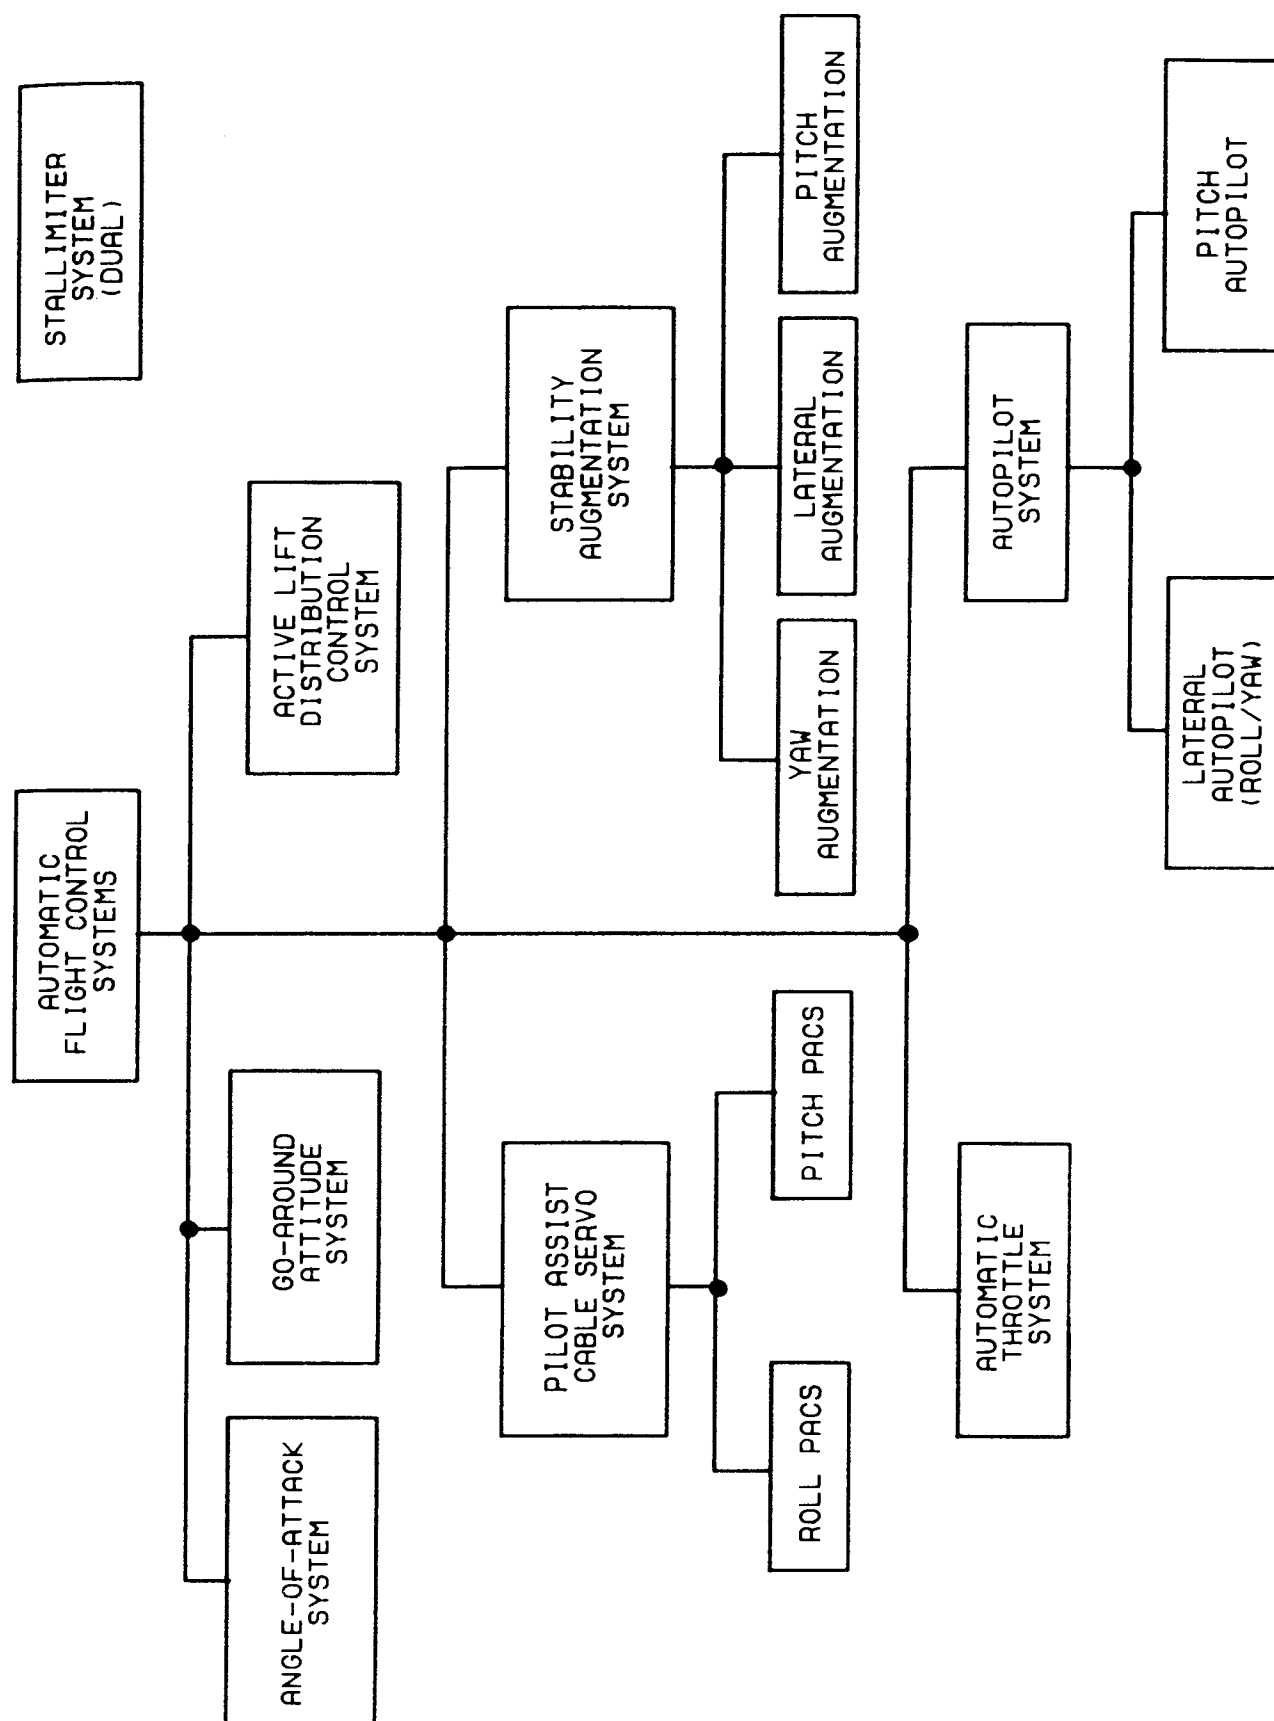 AUTOMATIC
FLIGHT CONTROL
SYSTEMS
STALLIMITER
SYSTEM
(DUAL)
ANGLE-OF-ATTACK
SYSTEM
GO-AROUND
ATTITUDE
SYSTEM
ACTIVE LIFT
DISTRIBUTION
CONTROL
SYSTEM
PILOT ASSIST
CABLE SERVO
SYSTEM
STABILITY
AUGMENTATION
SYSTEM
ROLL PACS
PITCH PACS
YAW
AUGMENTATION
LATERAL
AUGMENTATION
PITCH
AUGMENTATION
AUTOMATIC
THROTTLE
SYSTEM
AUTOPILOT
SYSTEM
LATERAL
AUTOPILOT
(ROLL/YAW)
PITCH
AUTOPILOT